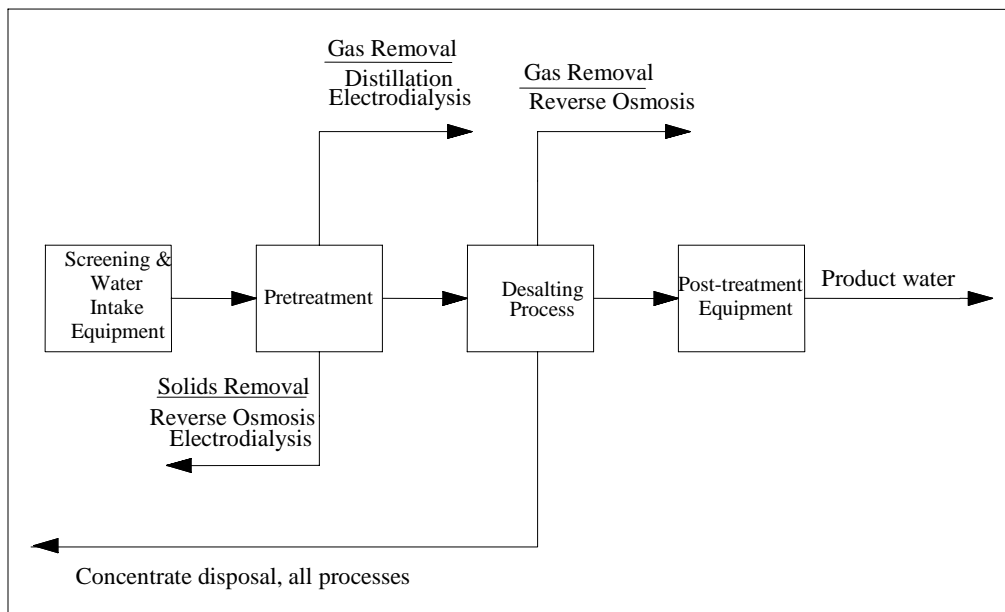 Gas Removal
Distillation
Electrodialysis
Gas Removal
Reverse Osmosis
Screening &
Water
Intake
Equipment
Pretreatment
Desalting
Process
Post-treatment
Equipment
Product water
Solids Removal
Reverse Osmosis
Electrodialysis
Concentrate disposal, all processes